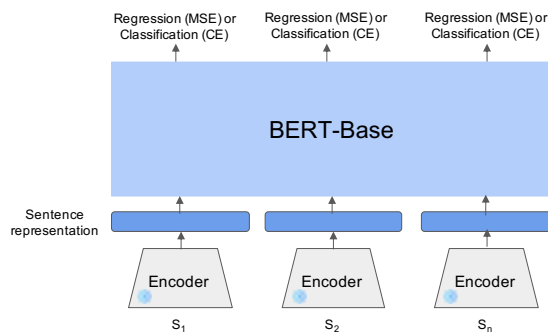 Regression (MSE) or
Classification (CE)
Regression (MSE) or
Classification (CE)
Regression (MSE) or
Classification (CE)
BERT-Base
Sentence
representation
Encoder
Encoder
Encoder
S1
S2
Sn